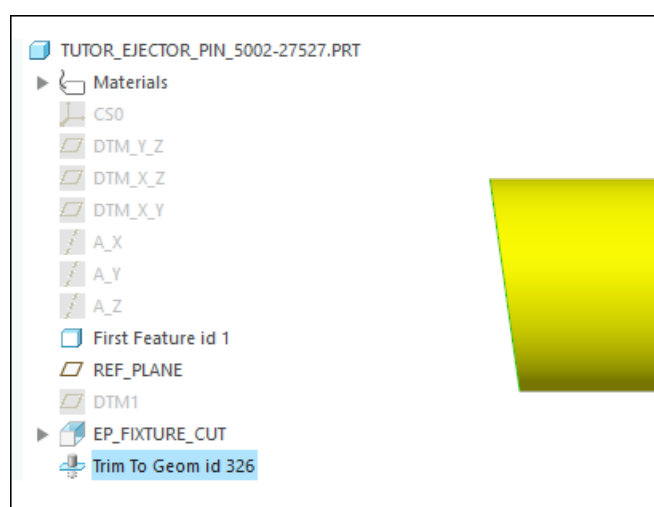 TUTOR_EJECTOR_PIN_5002-27527.PRT
Materials
CS0
DTM_Y_Z
DTM_X_Z
DTM_X_Y
A_X
A_Y
A_Z
First Feature id 1
REF_PLANE
DTM1
EP_FIXTURE_CUT
Trim To Geom id 326